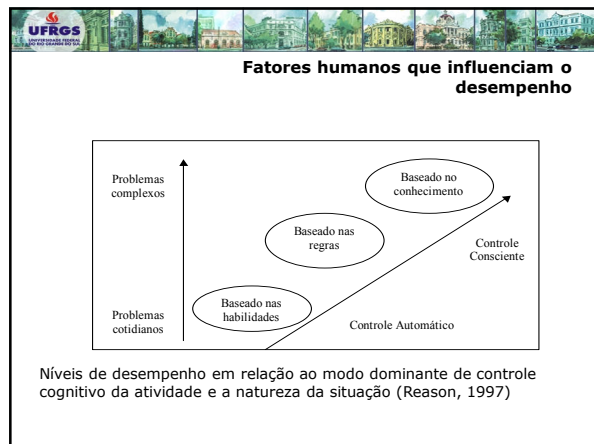 UFRGS
UNIVERSIDADE FEDERAL
DO RIO GRANDE DO SUL
Fatores humanos que influenciam o
desempenho
Problemas
complexos
Baseado no
conhecimento
Baseado nas
regras
Controle
Consciente
Baseado nas
habilidades
Problemas
cotidianos
Controle Automático
Níveis de desempenho em relação ao modo dominante de controle
cognitivo da atividade e a natureza da situação (Reason, 1997)